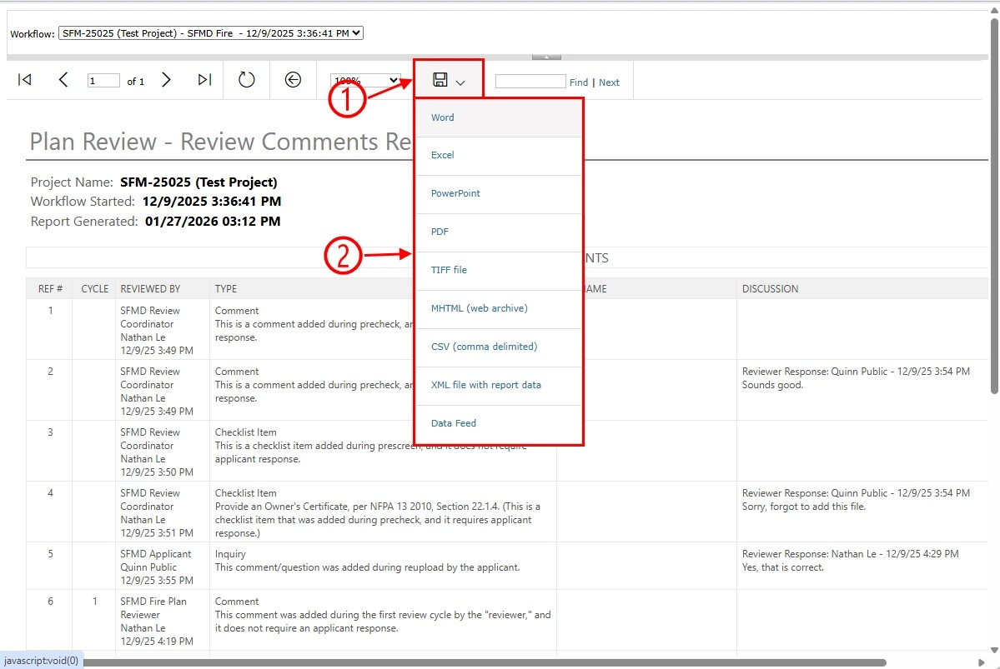 Workflow: SFM-25025 (Test Project) - SFMD Fire - 12/9/2025 3:36:41 PM
1 of 1 100% Find | Next
1
Word
Excel
PowerPoint
PDF
TIFF file
MHTML (web archive)
CSV (comma delimited)
XML file with report data
Data Feed
2
Plan Review - Review Comments Re
Project Name: SFM-25025 (Test Project)
Workflow Started: 12/9/2025 3:36:41 PM
Report Generated: 01/27/2026 03:12 PM
NTS
REF # CYCLE REVIEWED BY TYPE AME DISCUSSION
1
SFMD Review
Coordinator
Nathan Le
12/9/25 3:49 PM
Comment
This is a comment added during precheck, an
response.
2
SFMD Review
Coordinator
Nathan Le
12/9/25 3:49 PM
Comment
This is a comment added during precheck, an
response.
Reviewer Response: Quinn Public - 12/9/25 3:54 PM
Sounds good.
3
SFMD Review
Coordinator
Nathan Le
12/9/25 3:50 PM
Checklist Item
This is a checklist item added during prescreen, and it does not require
applicant response.
4
SFMD Review
Coordinator
Nathan Le
12/9/25 3:51 PM
Checklist Item
Provide an Owner's Certificate, per NFPA 13 2010, Section 22.1.4. (This is a
checklist item that was added during precheck, and it requires applicant
response.)
Reviewer Response: Quinn Public - 12/9/25 3:54 PM
Sorry, forgot to add this file.
5
SFMD Applicant
Quinn Public
12/9/25 3:55 PM
Inquiry
This comment/question was added during reupload by the applicant.
Reviewer Response: Nathan Le - 12/9/25 4:29 PM
Yes, that is correct.
6
1
SFMD Fire Plan
Reviewer
Nathan Le
12/9/25 4:19 PM
Comment
This comment was added during the first review cycle by the "reviewer," and
it does not require an applicant response.
javascript:void(0)